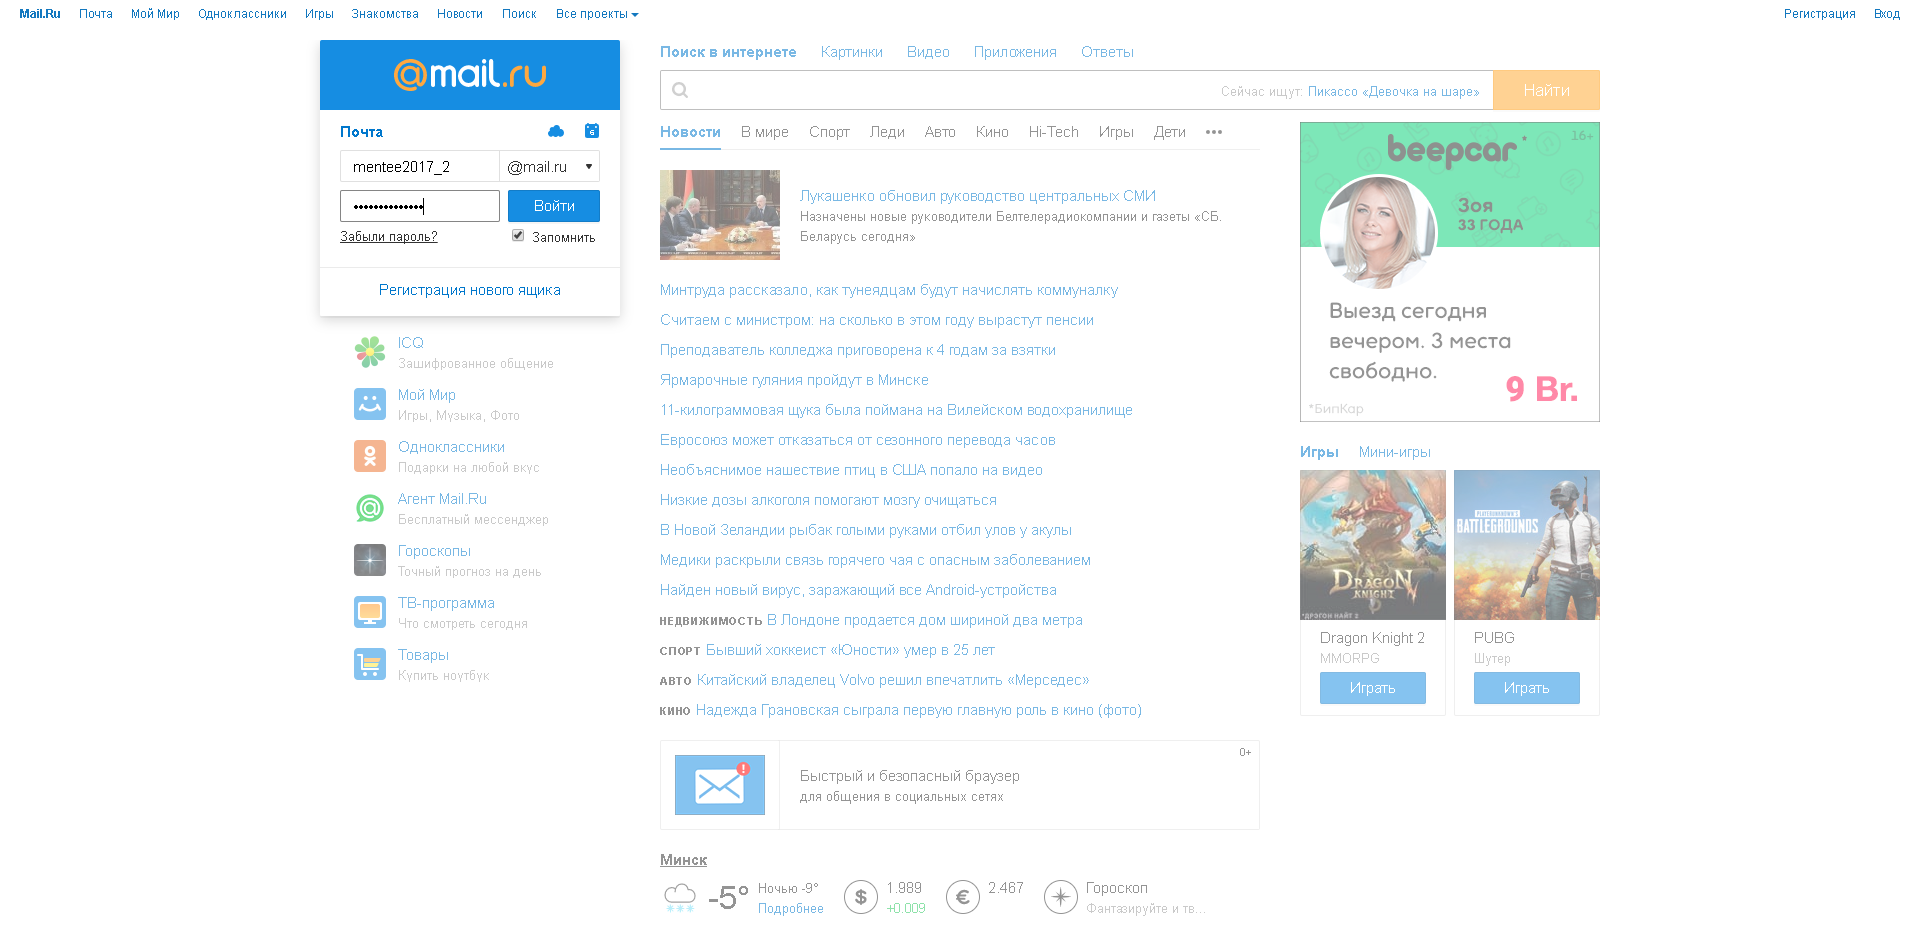 Mail.Ru Почта Мой Мир Одноклассники Игры Знакомства Новости Поиск Все проекты Регистрация Вход
@mail.ru
Почта
6
mentee2017_2 @mail.ru
Войти
Забыли пароль? Запомнить
Регистрация нового ящика
ICQ
Зашифрованное общение
Мой Мир
Игры, Музыка, Фото
Одноклассники
Подарки на любой вкус
Агент Mail.Ru
Бесплатный мессенджер
Гороскопы
Точный прогноз на день
ТВ-программа
Что смотреть сегодня
Товары
Купить ноутбук
Поиск в интернете Картинки Видео Приложения Ответы
Сейчас ищут: Пикассо «Девочка на шаре» Найти
Новости В мире Спорт Леди Авто Кино Hi-Tech Игры Дети •••
Лукашенко обновил руководство центральных СМИ
Назначены новые руководители Белтелерадиокомпании и газеты «СБ.
Беларусь сегодня»
Минтруда рассказало, как тунеядцам будут начислять коммуналку
Считаем с министром: на сколько в этом году вырастут пенсии
Преподаватель колледжа приговорена к 4 годам за взятки
Ярмарочные гуляния пройдут в Минске
11-килограммовая щука была поймана на Вилейском водохранилище
Евросоюз может отказаться от сезонного перевода часов
Необъяснимое нашествие птиц в США попало на видео
Низкие дозы алкоголя помогают мозгу очищаться
В Новой Зеландии рыбак голыми руками отбил улов у акулы
Медики раскрыли связь горячего чая с опасным заболеванием
Найден новый вирус, заражающий все Android-устройства
НЕДВИЖИМОСТЬ В Лондоне продается дом шириной два метра
СПОРТ Бывший хоккеист «Юности» умер в 25 лет
АВТО Китайский владелец Volvo решил впечатлить «Мерседес»
КИНО Надежда Грановская сыграла первую главную роль в кино (фото)
0+
Быстрый и безопасный браузер
для общения в социальных сетях
Минск
-5° Ночью -9° Подробнее
$ 1.989 +0.009
€ 2.467
Гороскоп
Фантазируйте и тв...
16+
beepcar*
Зоя
33 ГОДА
Выезд сегодня
вечером. 3 места
свободно.
9 Br.
*БипКар
Игры Мини-игры
DRAGON
KNIGHT
*ДРЭГОН НАЙТ 2
Dragon Knight 2
MMORPG
Играть
PLAYERUNKNOWN'S
BATTLEGROUNDS
PUBG
Шутер
Играть